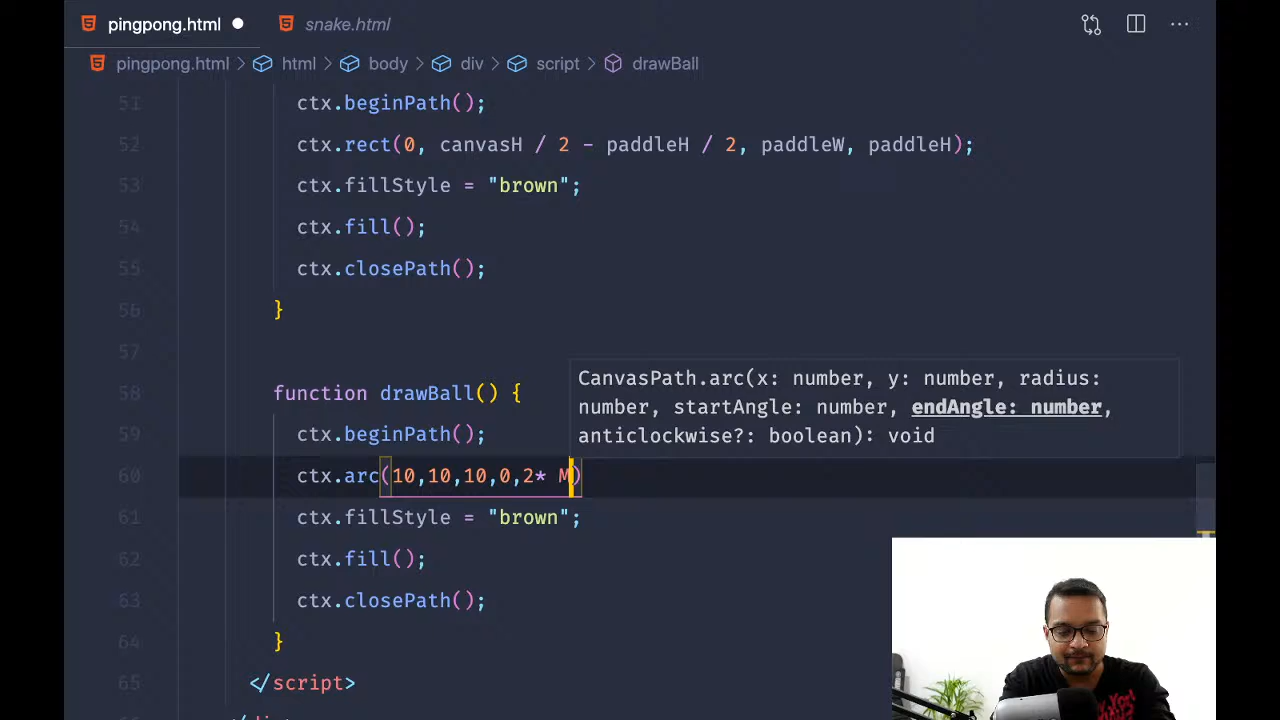 pingpong.html snake.html
pingpong.html > html > body > div > script > drawBall
51 ctx.beginPath();
52 ctx.rect(0, canvasH / 2 - paddleH / 2, paddleW, paddleH);
53 ctx.fillStyle = "brown";
54 ctx.fill();
55 ctx.closePath();
56 }
57
58 function drawBall() {
CanvasPath.arc(x: number, y: number, radius:
number, startAngle: number, endAngle: number,
anticlockwise?: boolean): void
59 ctx.beginPath();
60 ctx.arc(10,10,10,0,2* M)
61 ctx.fillStyle = "brown";
62 ctx.fill();
63 ctx.closePath();
64 }
65 </script>